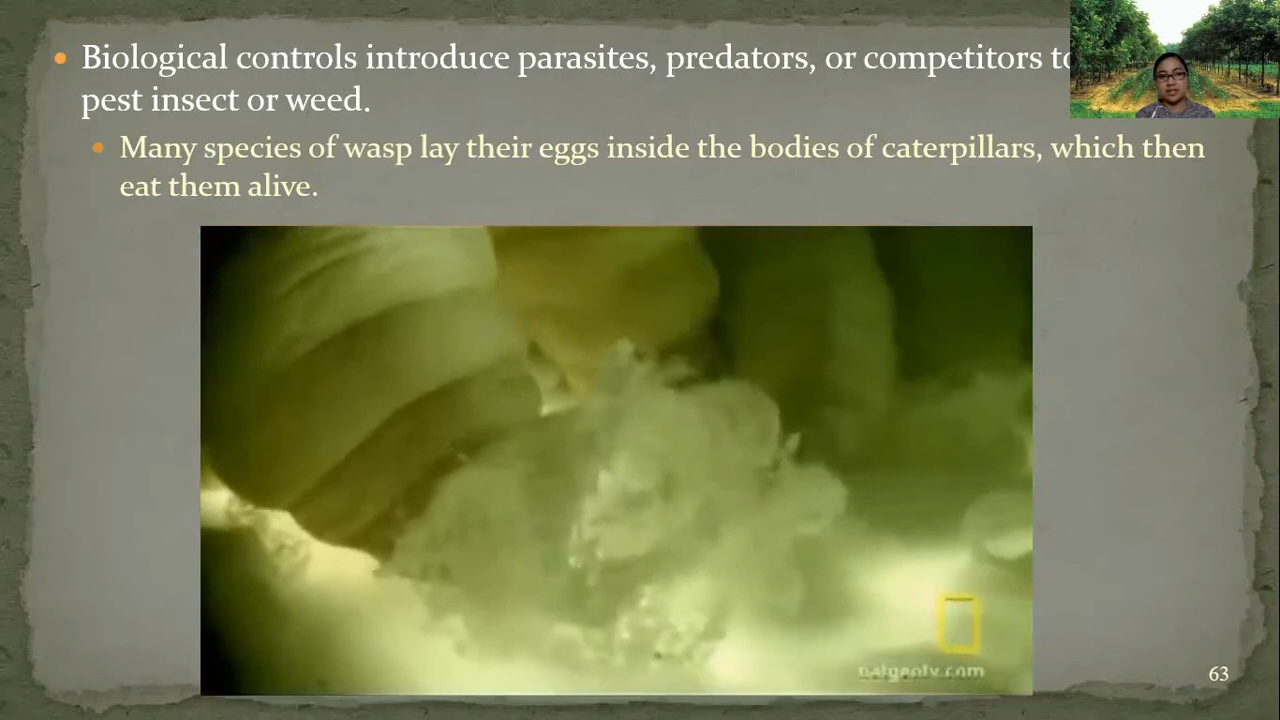 Biological controls introduce parasites, predators, or competitors to
pest insect or weed.
Many species of wasp lay their eggs inside the bodies of caterpillars, which then
eat them alive.
natgeotv.com
63